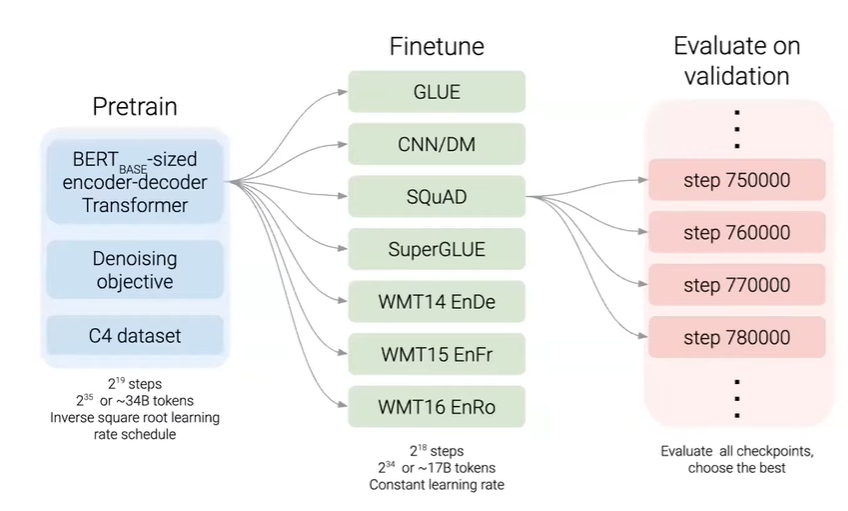 Pretrain
BERT_BASE-sized
encoder-decoder
Transformer
Denoising
objective
C4 dataset
2^19 steps
2^35 or ~34B tokens
Inverse square root learning
rate schedule
Finetune
GLUE
CNN/DM
SQuAD
SuperGLUE
WMT14 EnDe
WMT15 EnFr
WMT16 EnRo
2^18 steps
2^34 or ~17B tokens
Constant learning rate
Evaluate on
validation
step 750000
step 760000
step 770000
step 780000
Evaluate all checkpoints,
choose the best